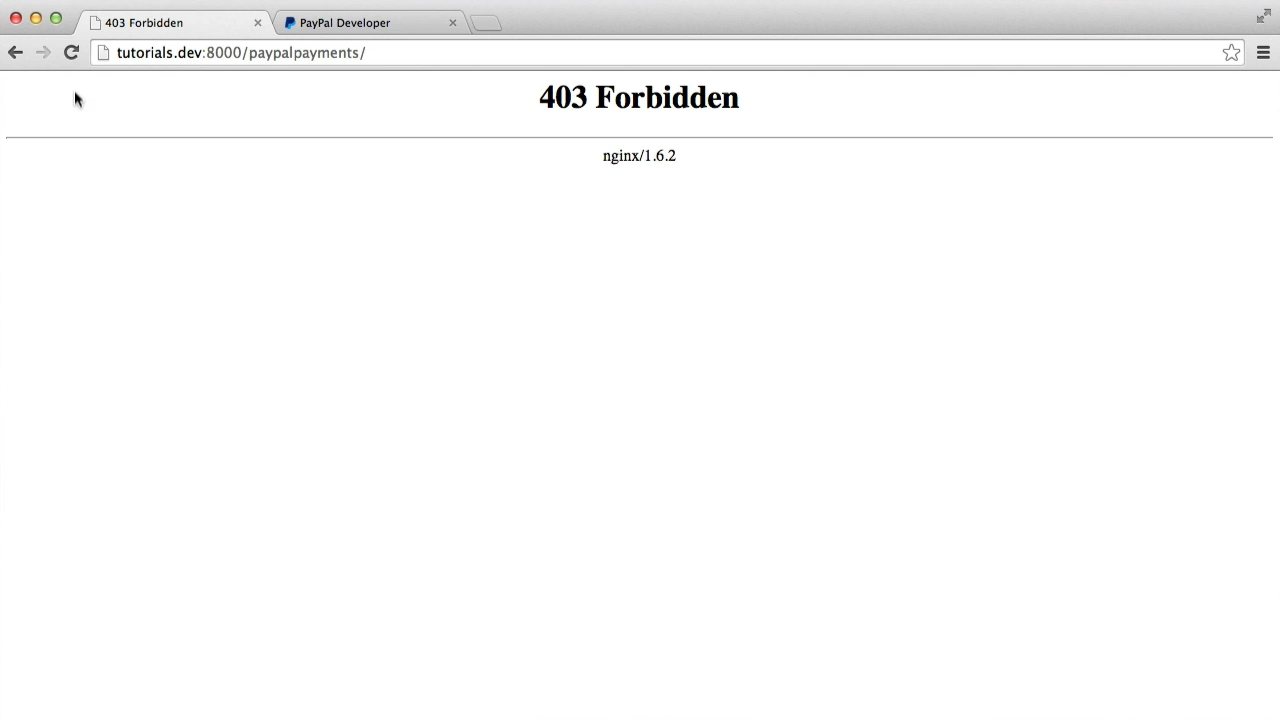 403 Forbidden
PayPal Developer
tutorials.dev:8000/paypalpayments/
403 Forbidden
nginx/1.6.2